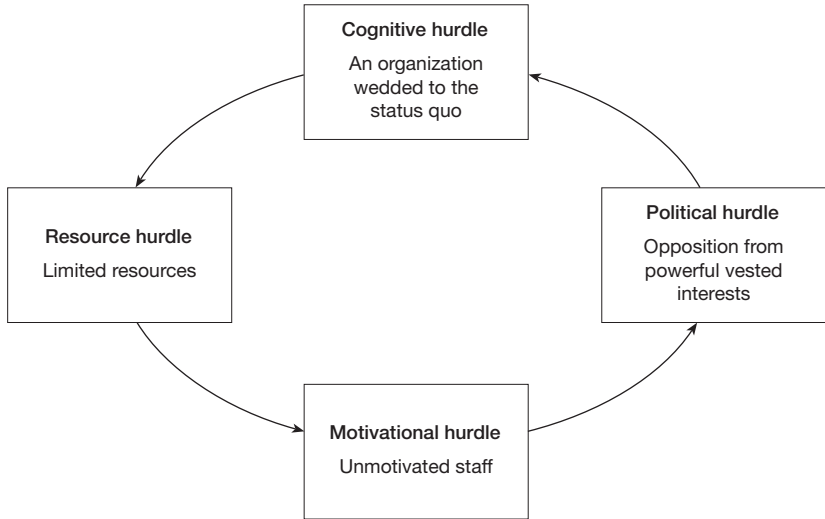 Cognitive hurdle
An organization
wedded to the
status quo
Resource hurdle
Limited resources
Political hurdle
Opposition from
powerful vested
interests
Motivational hurdle
Unmotivated staff